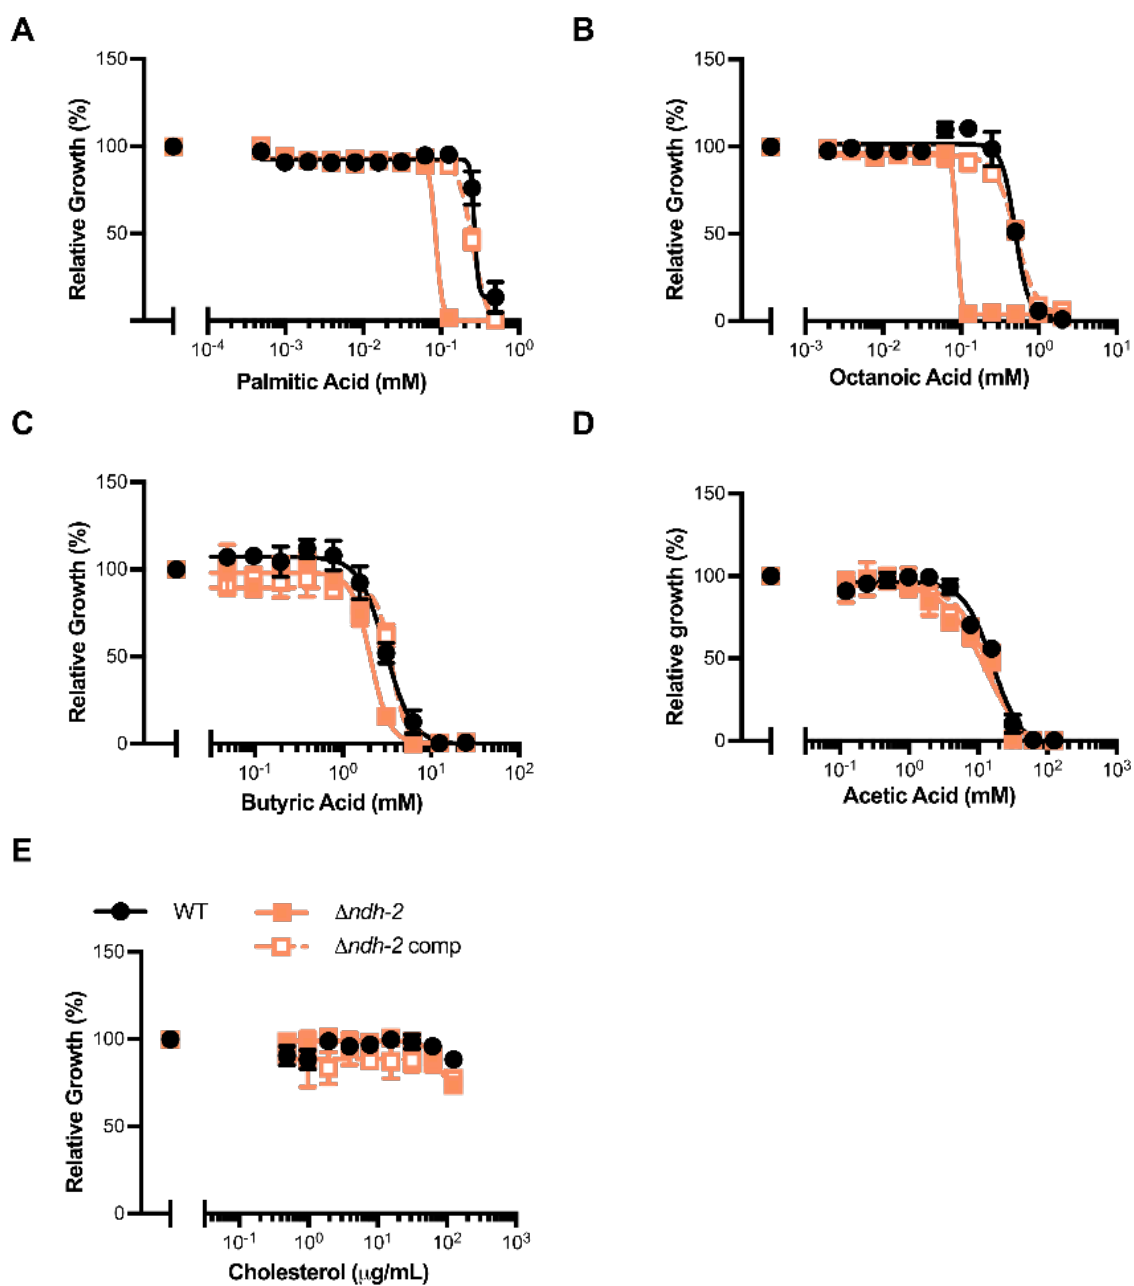 A
B
150
100
50
Relative Growth (%)
10-4
10-3
10-2
10-1
100
Palmitic Acid (mM)
150
100
50
0
Relative Growth (%)
10-3
10-2
10-1
100
101
Octanoic Acid (mM)
C
D
150
100
50
0
Relative Growth (%)
10-1
100
101
102
Butyric Acid (mM)
150
100
50
0
Relative growth (%)
10-1
100
101
102
103
Acetic Acid (mM)
E
WT
Δndh-2
Δndh-2 comp
150
100
50
0
Relative Growth (%)
10-1
100
101
102
103
Cholesterol (μg/mL)